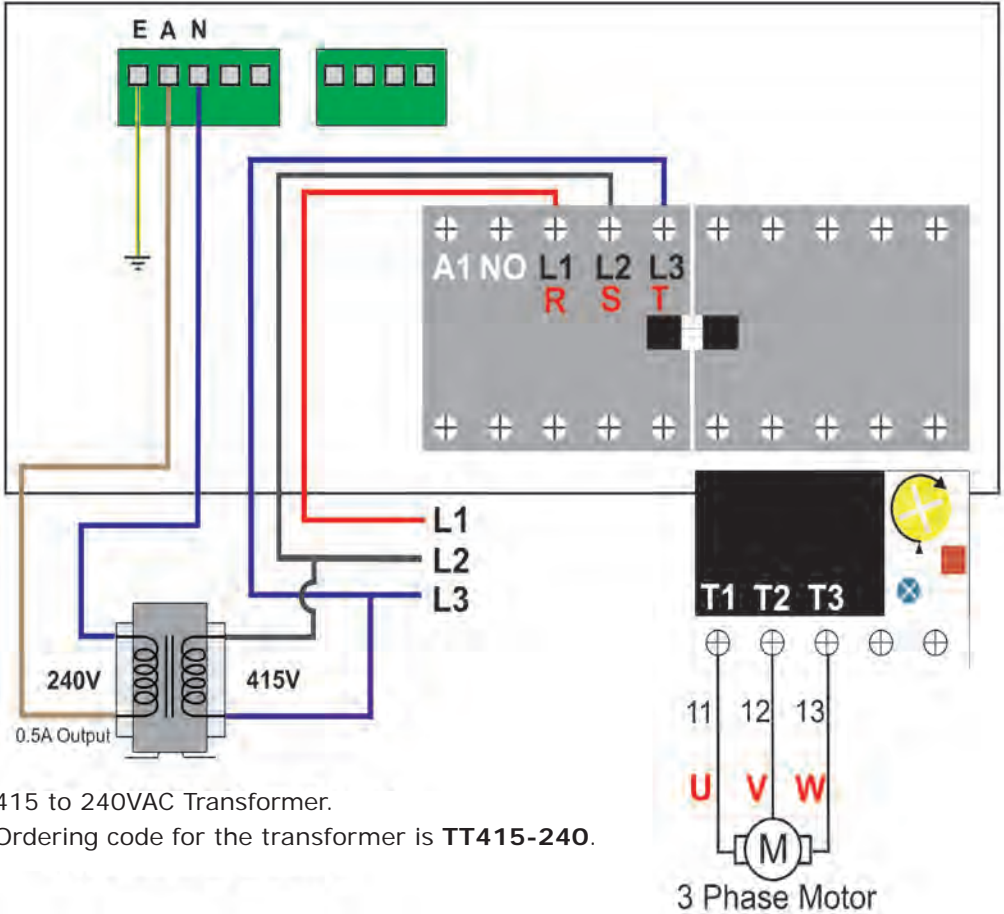 E A N
A1 NO L1 L2 L3
R S T
L1
L2
L3
T1 T2 T3
240V
415V
0.5A Output
11 12 13
U V W
M
3 Phase Motor
415 to 240VAC Transformer.
Ordering code for the transformer is TT415-240.